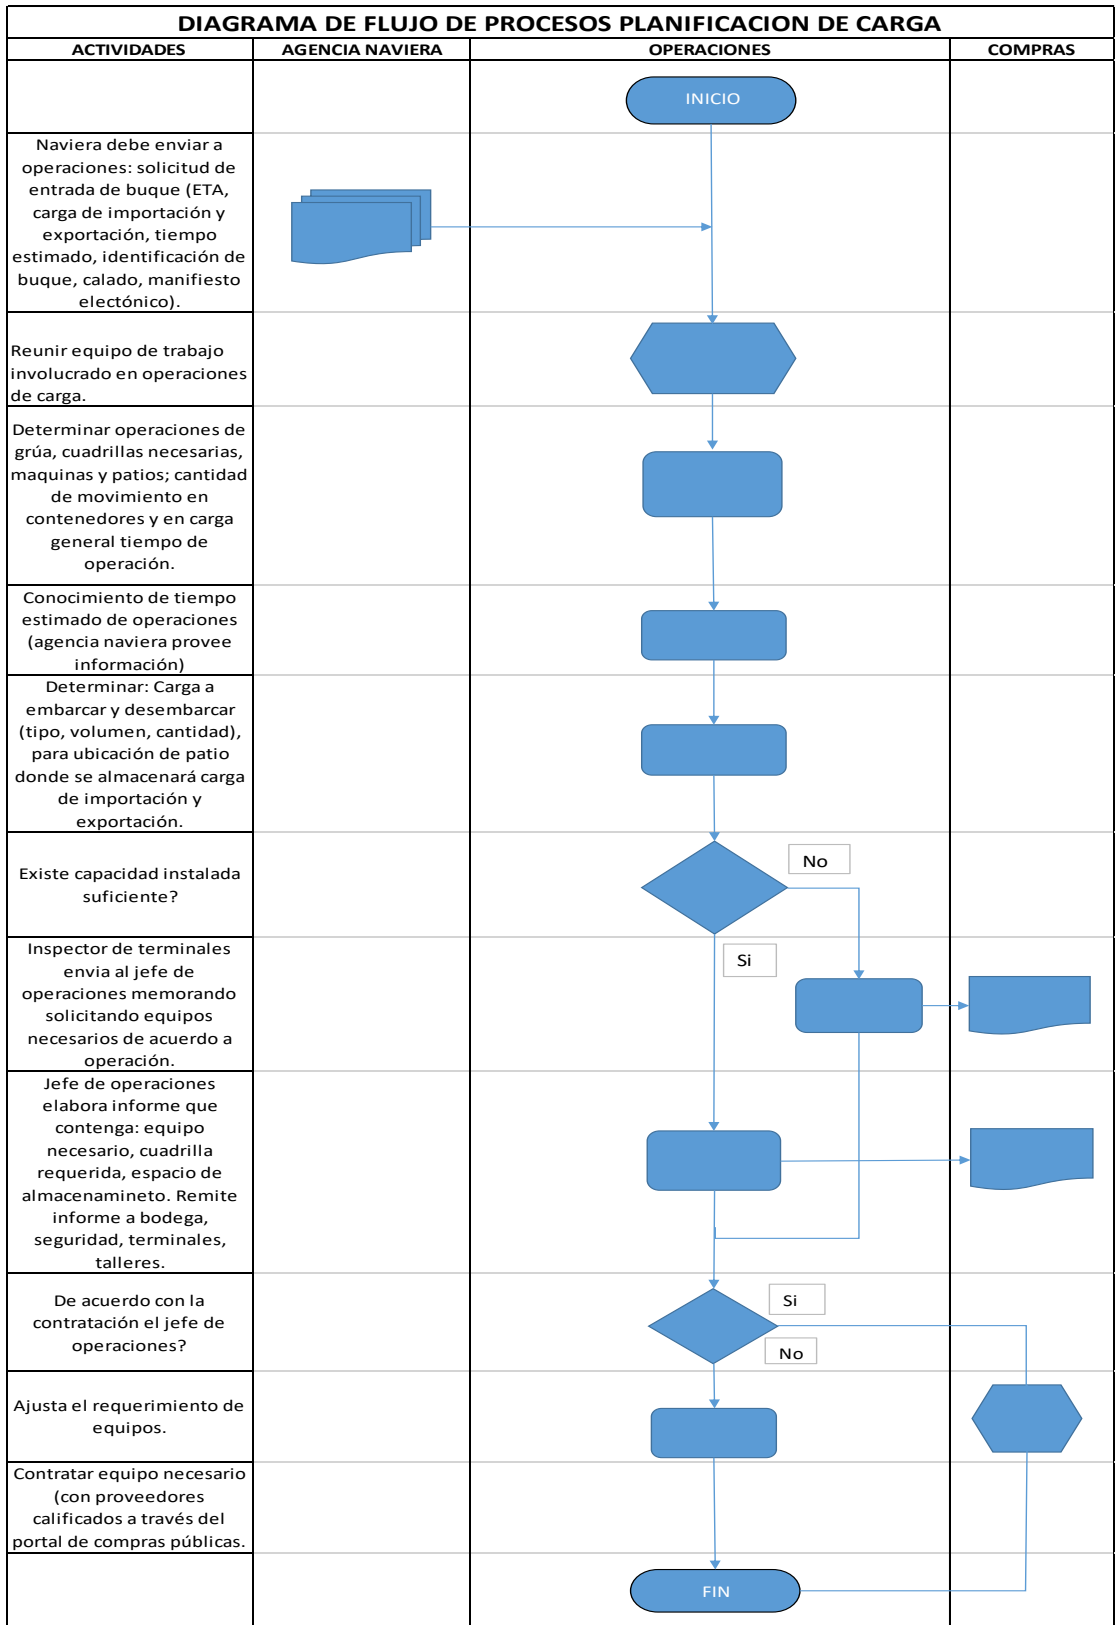 DIAGRAMA DE FLUJO DE PROCESOS PLANIFICACION DE CARGA
ACTIVIDADES
AGENCIA NAVIERA
OPERACIONES
COMPRAS
INICIO
Naviera debe enviar a
operaciones: solicitud de
entrada de buque (ETA,
carga de importación y
exportación, tiempo
estimado, identificación de
buque, calado, manifiesto
electónico).
Reunir equipo de trabajo
involucrado en operaciones
de carga.
Determinar operaciones de
grúa, cuadrillas necesarias,
maquinas y patios; cantidad
de movimiento en
contenedores y en carga
general tiempo de
operación.
Conocimiento de tiempo
estimado de operaciones
(agencia naviera provee
información)
Determinar: Carga a
embarcar y desembarcar
(tipo, volumen, cantidad),
para ubicación de patio
donde se almacenará carga
de importación y
exportación.
Existe capacidad instalada
suficiente?
No
Si
Inspector de terminales
envia al jefe de
operaciones memorando
solicitando equipos
necesarios de acuerdo a
operación.
Jefe de operaciones
elabora informe que
contenga: equipo
necesario, cuadrilla
requerida, espacio de
almacenamineto. Remite
informe a bodega,
seguridad, terminales,
talleres.
De acuerdo con la
contratación el jefe de
operaciones?
Si
No
Ajusta el requerimiento de
equipos.
Contratar equipo necesario
(con proveedores
calificados a través del
portal de compras públicas.
FIN